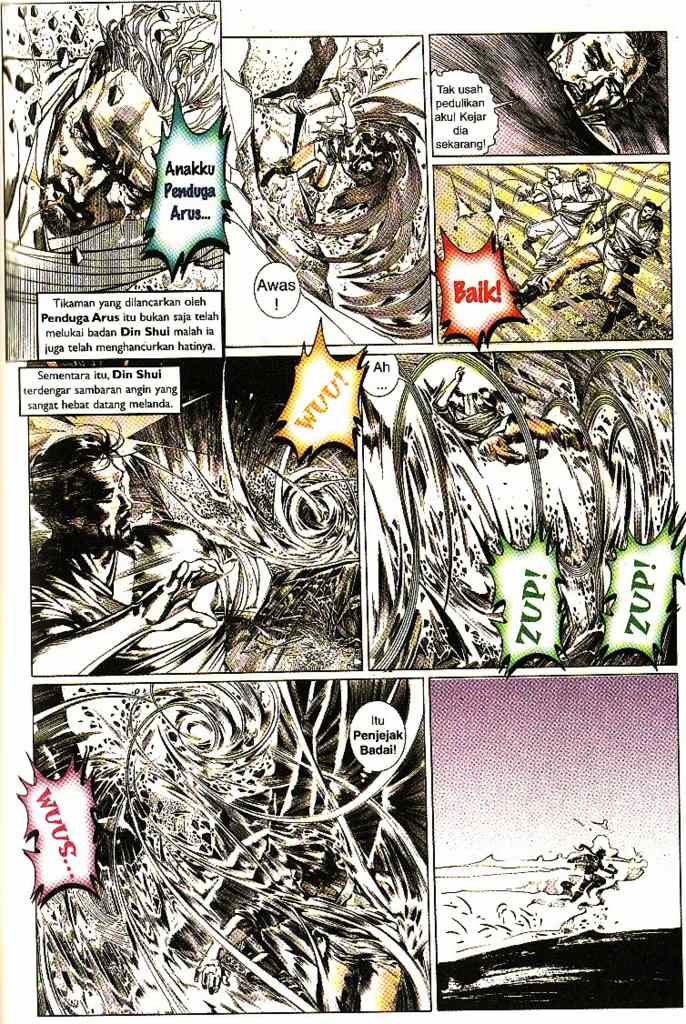 Anakku
Penduga
Arus...
Tikaman yang dilancarkan oleh
Penduga Arus itu bukan saja telah
melukai badan Din Shui malah ia
juga telah menghancurkan hatinya.
Awas
!
Tak usah
pedulikan
aku! Kejar
dia
sekarang!
Baik!
Sementara itu, Din Shui
terdengar sambaran angin yang
sangat hebat datang melanda.
WUU!
Ah
...
ZUP!
ZUP!
WUUS...
Itu
Penjejak
Badai!